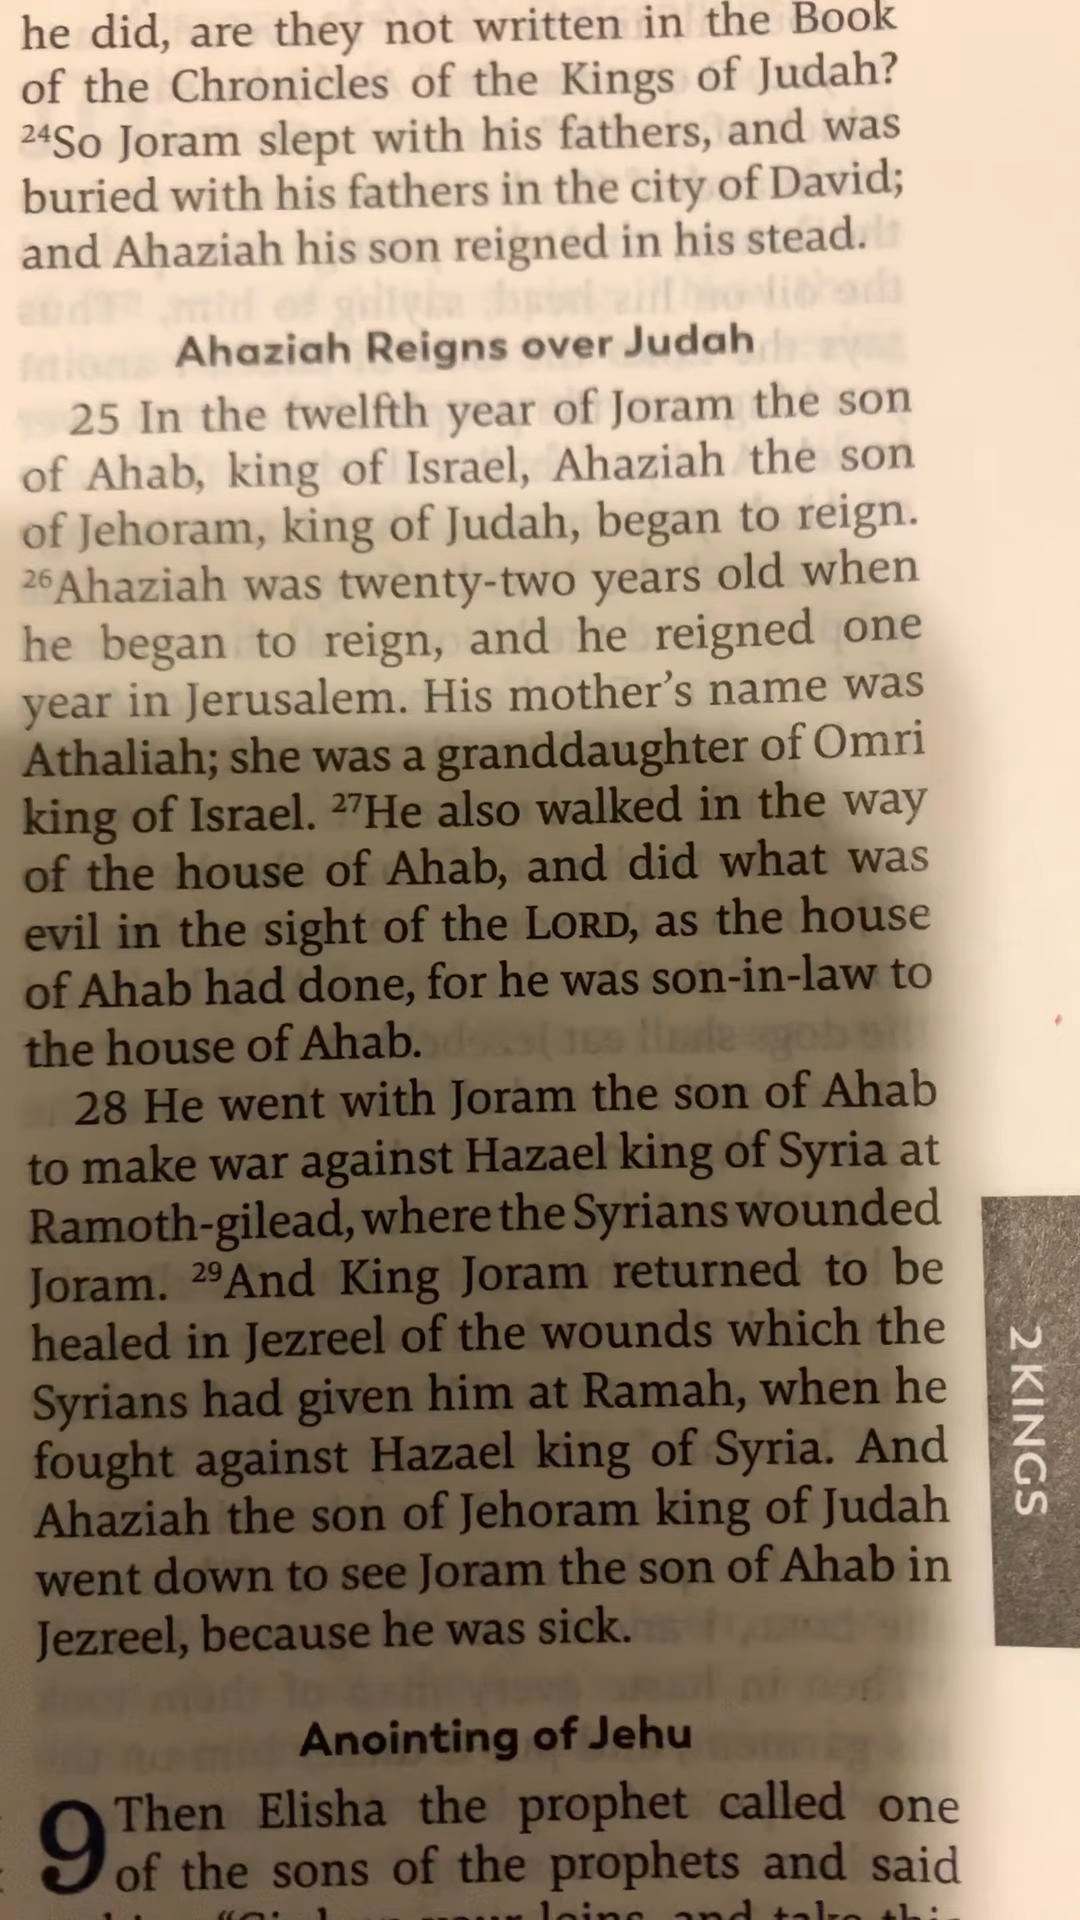 he did, are they not written in the Book
of the Chronicles of the Kings of Judah?
24So Joram slept with his fathers, and was
buried with his fathers in the city of David;
and Ahaziah his son reigned in his stead.
Ahaziah Reigns over Judah
25 In the twelfth year of Joram the son
of Ahab, king of Israel, Ahaziah the son
of Jehoram, king of Judah, began to reign.
26Ahaziah was twenty-two years old when
he began to reign, and he reigned one
year in Jerusalem. His mother’s name was
Athaliah; she was a granddaughter of Omri
king of Israel. 27He also walked in the way
of the house of Ahab, and did what was
evil in the sight of the LORD, as the house
of Ahab had done, for he was son-in-law to
the house of Ahab.
28 He went with Joram the son of Ahab
to make war against Hazael king of Syria at
Ramoth-gilead, where the Syrians wounded
Joram. 29And King Joram returned to be
healed in Jezreel of the wounds which the
Syrians had given him at Ramah, when he
fought against Hazael king of Syria. And
Ahaziah the son of Jehoram king of Judah
went down to see Joram the son of Ahab in
Jezreel, because he was sick.
Anointing of Jehu
9 Then Elisha the prophet called one
of the sons of the prophets and said
loins, and take
2 KINGS